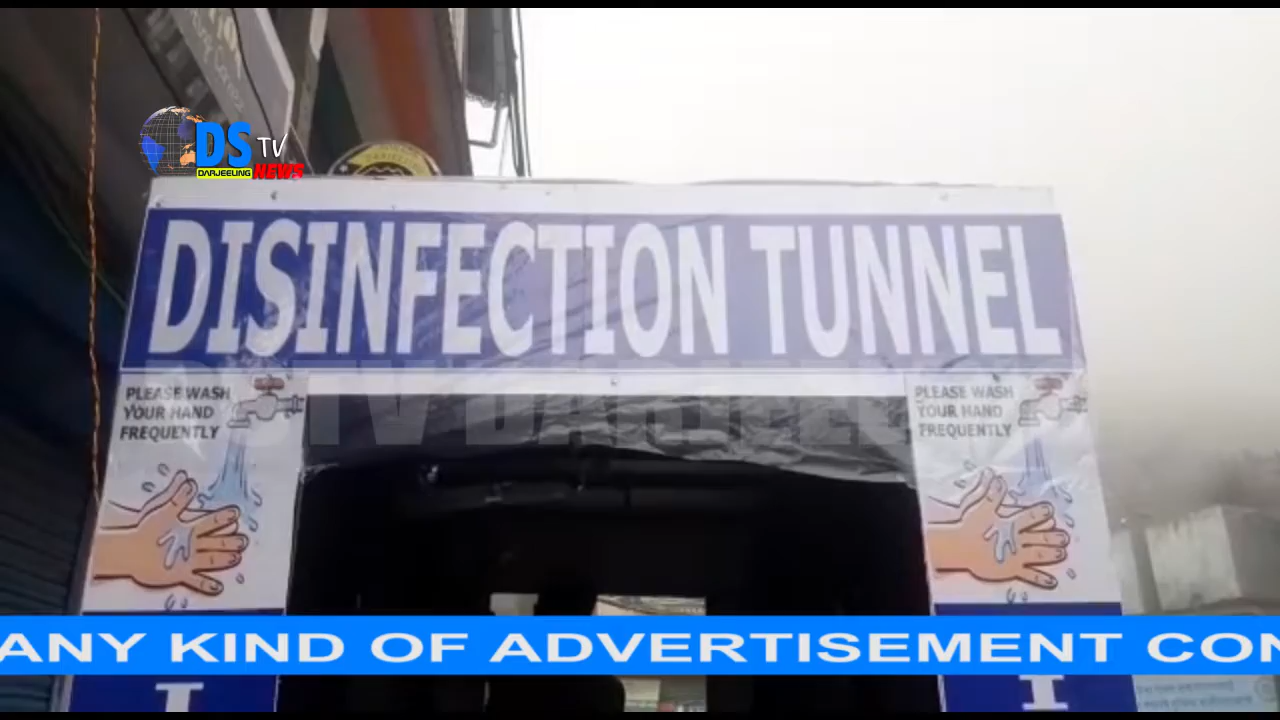 DS TV
DARJEELING NEWS
DISINFECTION TUNNEL
PLEASE WASH
YOUR HAND
FREQUENTLY
PLEASE WASH
YOUR HAND
FREQUENTLY
ANY KIND OF ADVERTISEMENT CON
I
I